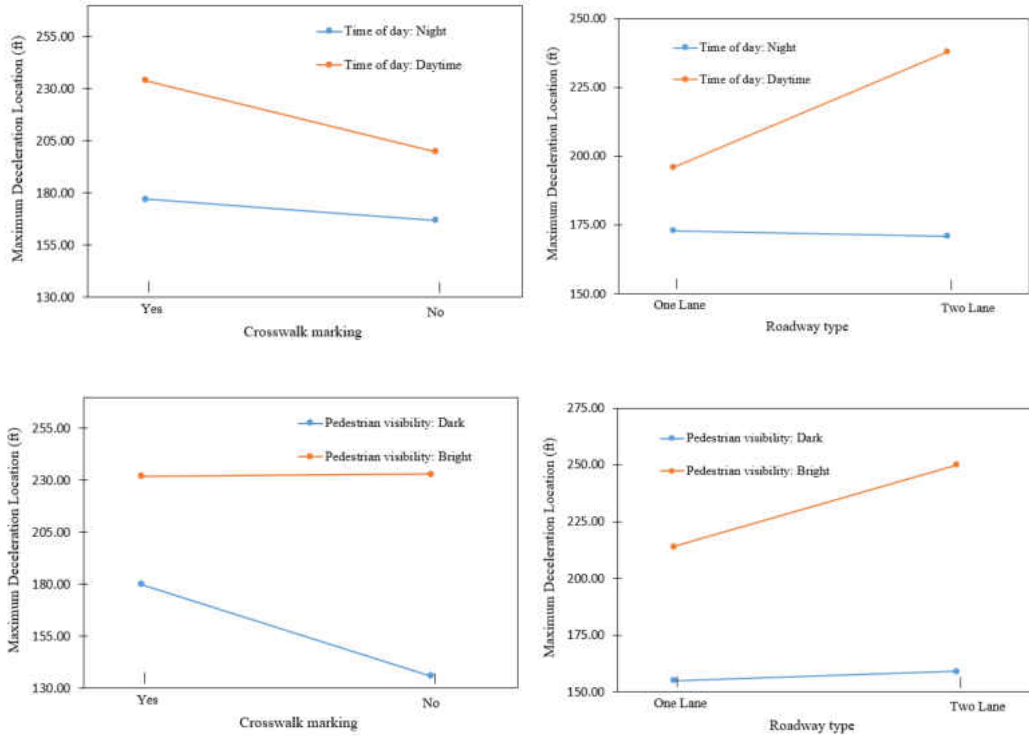 Maximum Deceleration Location (ft)
255.00
230.00
205.00
180.00
155.00
130.00
Time of day: Night
Time of day: Daytime
Yes
No
Crosswalk marking
Maximum Deceleration Location (ft)
250.00
225.00
200.00
175.00
150.00
Time of day: Night
Time of day: Daytime
One Lane
Two Lane
Roadway type
Maximum Deceleration Location (ft)
255.00
230.00
205.00
180.00
155.00
130.00
Pedestrian visibility: Dark
Pedestrian visibility: Bright
Yes
No
Crosswalk marking
Maximum Deceleration Location (ft)
275.00
250.00
225.00
200.00
175.00
150.00
Pedestrian visibility: Dark
Pedestrian visibility: Bright
One Lane
Two Lane
Roadway type